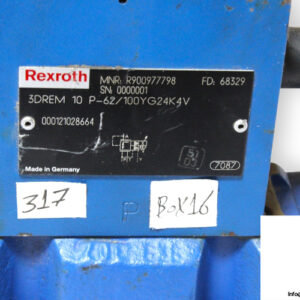 Rexroth
MNR: R900977798 FD: 68329
SN: 0000001
3DREM 10 P-62/100YG24K4V
000121028664
Made in Germany
7087
317
P
Box16